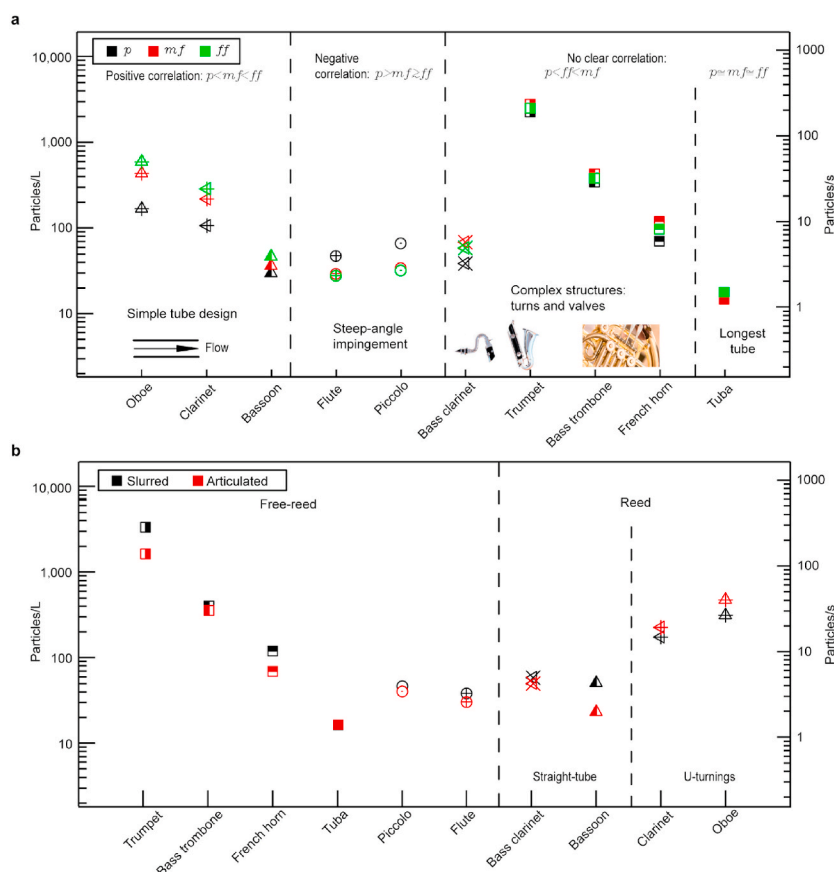 a
p mf ff
Positive correlation: p<mf<ff
Negative
correlation: p>mf≳ff
No clear correlation:
p<ff<mf
p≃mf≃ff
10,000
1,000
100
10
Particles/L
1000
100
10
1
Particles/s
Simple tube design
Flow
Steep-angle
impingement
Complex structures:
turns and valves
Longest
tube
Oboe
Clarinet
Bassoon
Flute
Piccolo
Bass clarinet
Trumpet
Bass trombone
French horn
Tuba
b
Slurred Articulated
Free-reed
Reed
10,000
1,000
100
10
Particles/L
1000
100
10
1
Particles/s
Straight-tube
U-turnings
Trumpet
Bass trombone
French horn
Tuba
Piccolo
Flute
Bass clarinet
Bassoon
Clarinet
Oboe